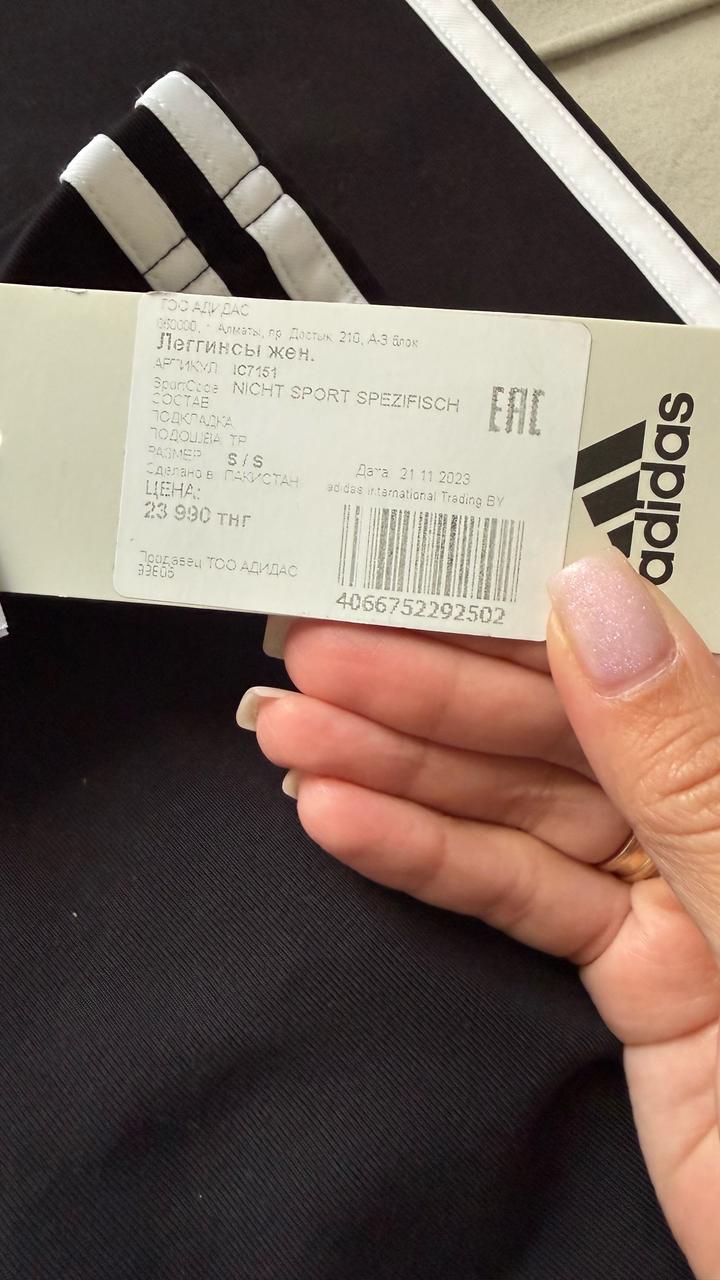 ТОО АДИДАС
050000, г. Алматы, пр. Достык, 210, А-3 блок
Леггинсы жен.
АРТИКУЛ: IC7151
SportCode: NICHT SPORT SPEZIFISCH
СОСТАВ
ПОДКЛАДКА
ПОДОШВА TP
РАЗМЕР S / S
Сделано в ПАКИСТАН
ЦЕНА:
23 990 тнг
Продавец ТОО АДИДАС
EAC
Дата: 21.11.2023
adidas International Trading BV
4066752292502
adidas